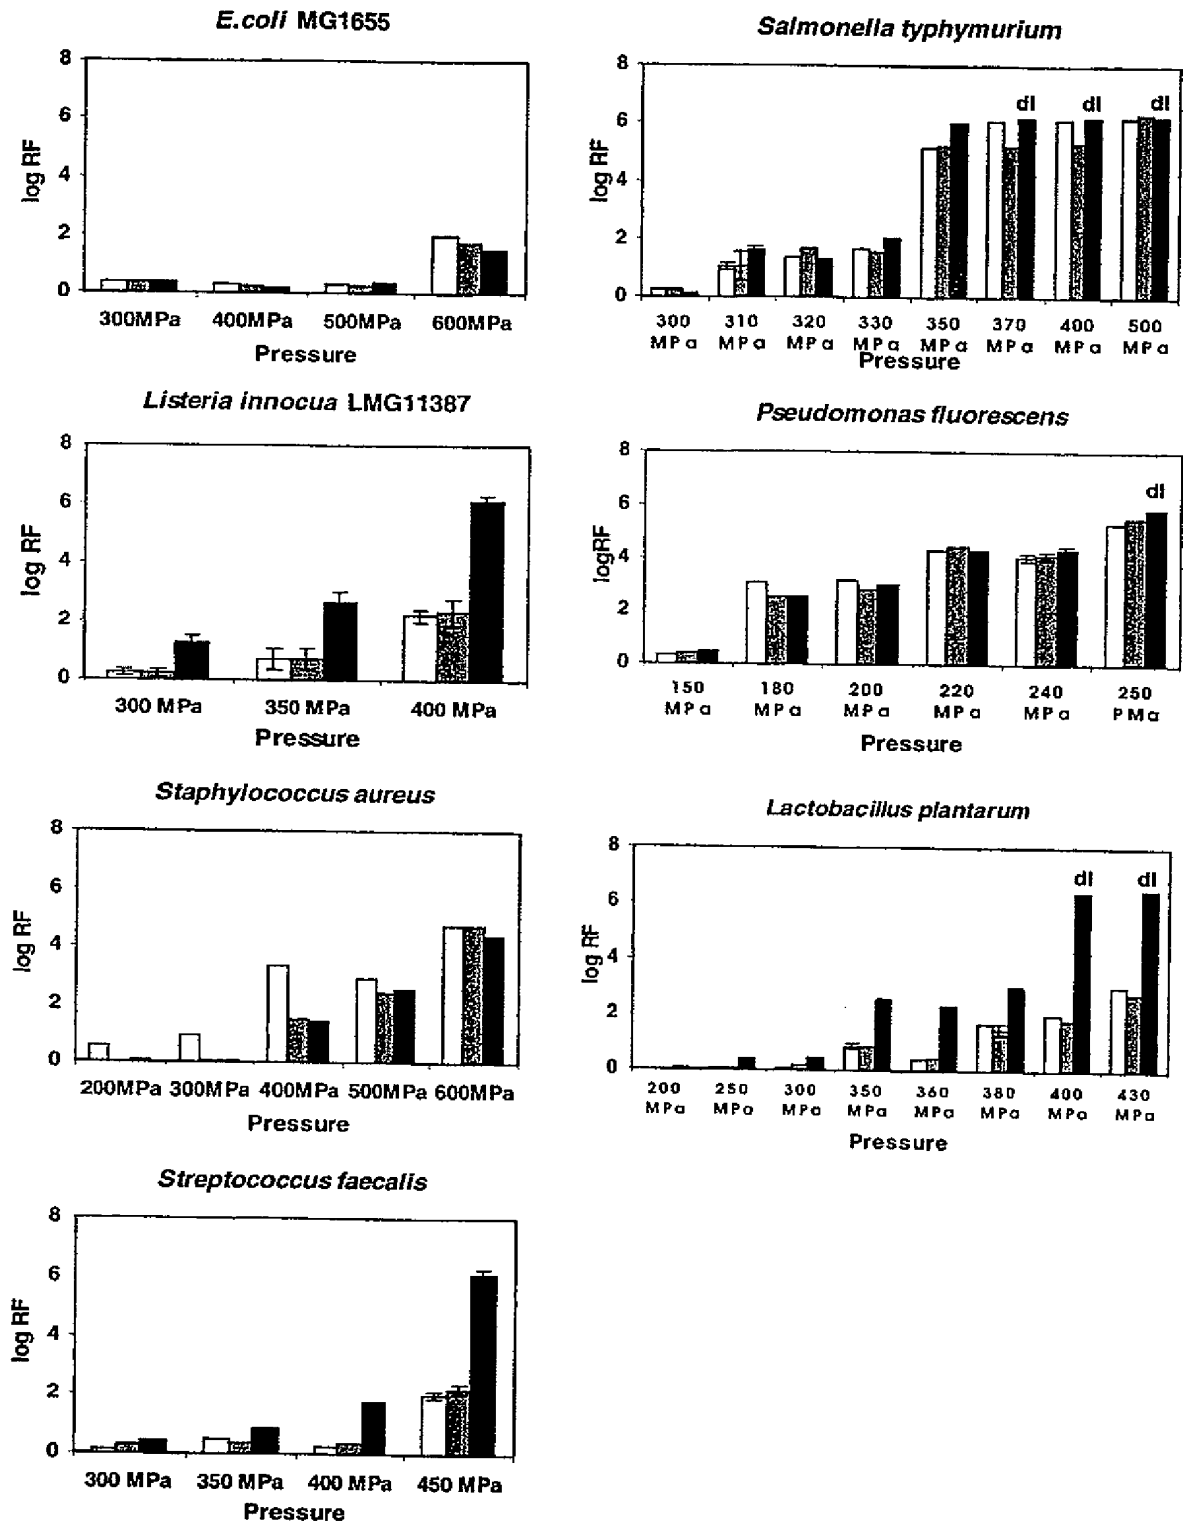 E.coli MG1655
8
6
4
2
0
log RF
300MPa 400MPa 500MPa 600MPa
Pressure
Salmonella typhymurium
8
6
4
2
0
log RF
dl dl dl
300 310 320 330 350 370 400 500
MPa MPa MPa MPa MPa MPa MPa MPa
Pressure
Listeria innocua LMG11387
8
6
4
2
0
log RF
300 MPa 350 MPa 400 MPa
Pressure
Pseudomonas fluorescens
8
6
4
2
0
logRF
dl
150 180 200 220 240 250
MPa MPa MPa MPa MPa PMa
Pressure
Staphylococcus aureus
8
6
4
2
0
log RF
200MPa 300MPa 400MPa 500MPa 600MPa
Pressure
Lactobacillus plantarum
8
6
4
2
0
log RF
dl dl
200 250 300 350 360 380 400 430
MPa MPa MPa MPa MPa MPa MPa MPa
Pressure
Streptococcus faecalis
8
6
4
2
0
log RF
300 MPa 350 MPa 400 MPa 450 MPa
Pressure